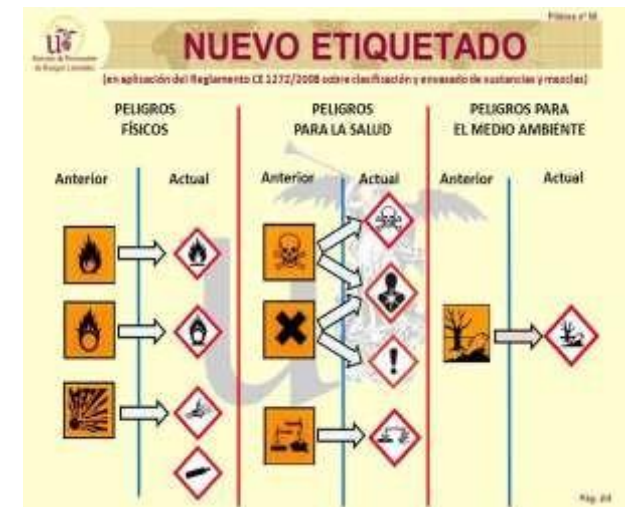 NUEVO ETIQUETADO
(en aplicación del Reglamento CE 1272/2008 sobre clasificación y envasado de sustancias y mezclas)
PELIGROS
FÍSICOS
Anterior Actual
PELIGROS
PARA LA SALUD
Anterior Actual
PELIGROS PARA
EL MEDIO AMBIENTE
Anterior Actual